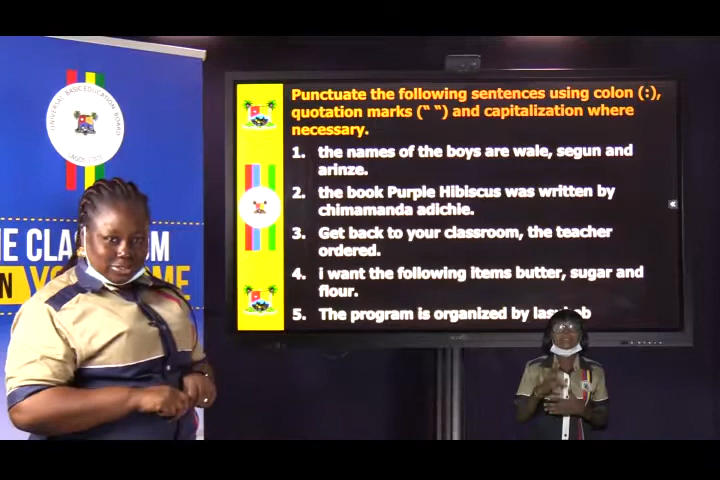 Punctuate the following sentences using colon (:),
quotation marks (“ “) and capitalization where
necessary.
1. the names of the boys are wale, segun and
arinze.
2. the book Purple Hibiscus was written by
chimamanda adichie.
3. Get back to your classroom, the teacher
ordered.
4. i want the following items butter, sugar and
flour.
5. The program is organized by
UNIVERSAL BASIC EDUCATION BOARD